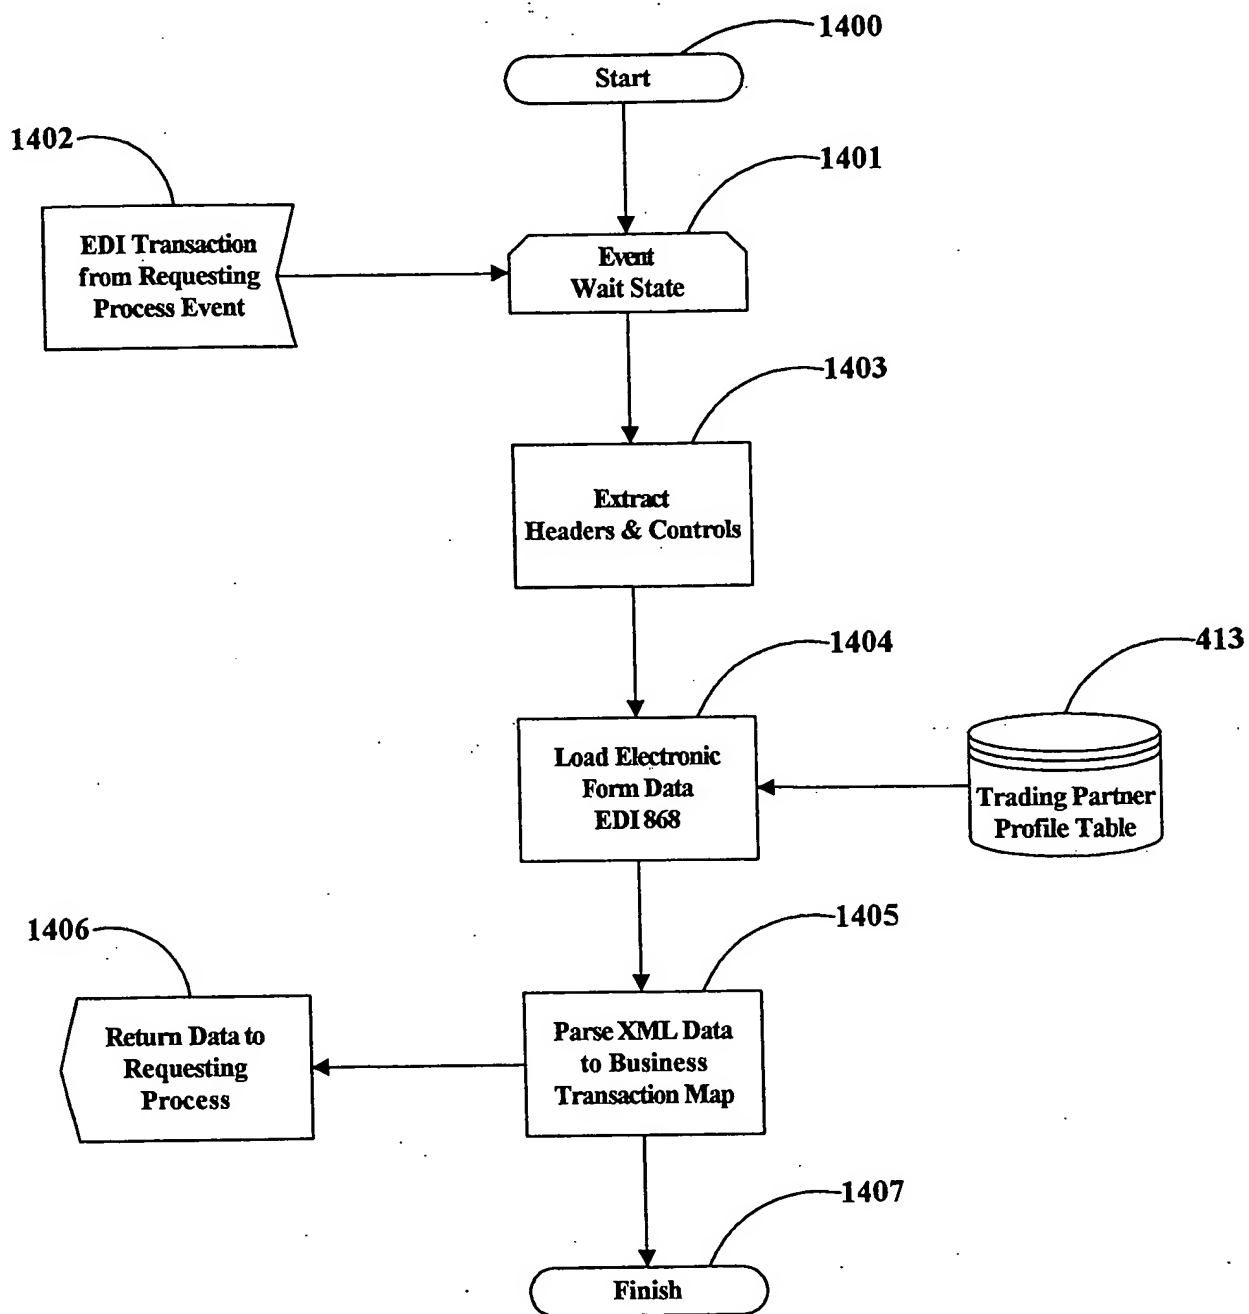 1400
Start
1402
1401
EDI Transaction
from Requesting
Process Event
Event
Wait State
1403
Extract
Headers & Controls
1404
413
Load Electronic
Form Data
EDI 868
Trading Partner
Profile Table
1405
1406
Parse XML Data
to Business
Transaction Map
Return Data to
Requesting
Process
1407
Finish